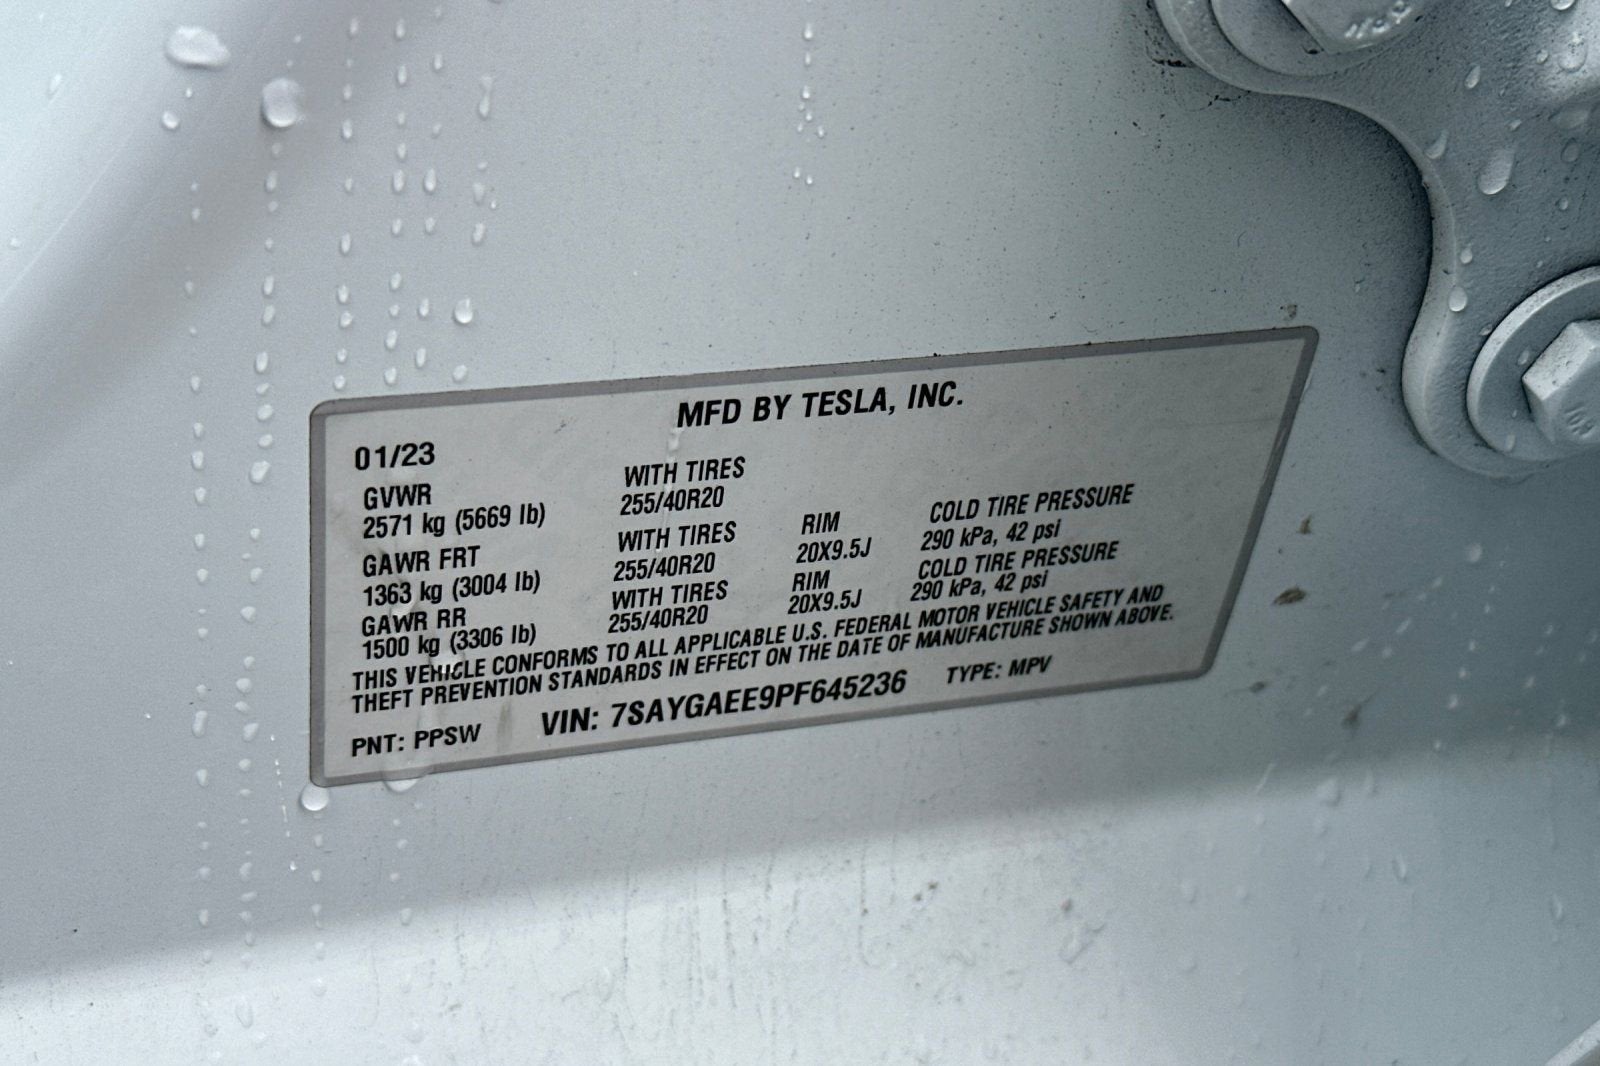 MFD BY TESLA, INC.
01/23
GVWR WITH TIRES
2571 kg (5669 lb) 255/40R20
GAWR FRT WITH TIRES RIM COLD TIRE PRESSURE
1363 kg (3004 lb) 255/40R20 20X9.5J 290 kPa, 42 psi
GAWR RR WITH TIRES RIM COLD TIRE PRESSURE
1500 kg (3306 lb) 255/40R20 20X9.5J 290 kPa, 42 psi
THIS VEHICLE CONFORMS TO ALL APPLICABLE U.S. FEDERAL MOTOR VEHICLE SAFETY AND
THEFT PREVENTION STANDARDS IN EFFECT ON THE DATE OF MANUFACTURE SHOWN ABOVE.
PNT: PPSW VIN: 7SAYGAEE9PF645236 TYPE: MPV